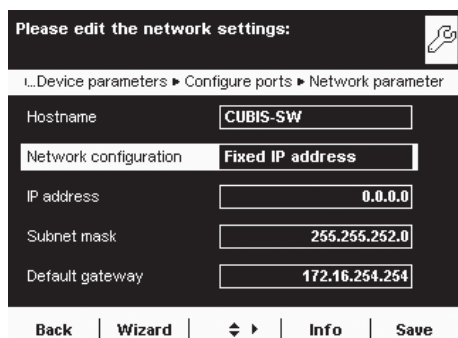 Please edit the network settings:
...Device parameters ▸ Configure ports ▸ Network parameter
Hostname CUBIS-SW
Network configuration Fixed IP address
IP address 0.0.0.0
Subnet mask 255.255.252.0
Default gateway 172.16.254.254
Back Wizard Info Save